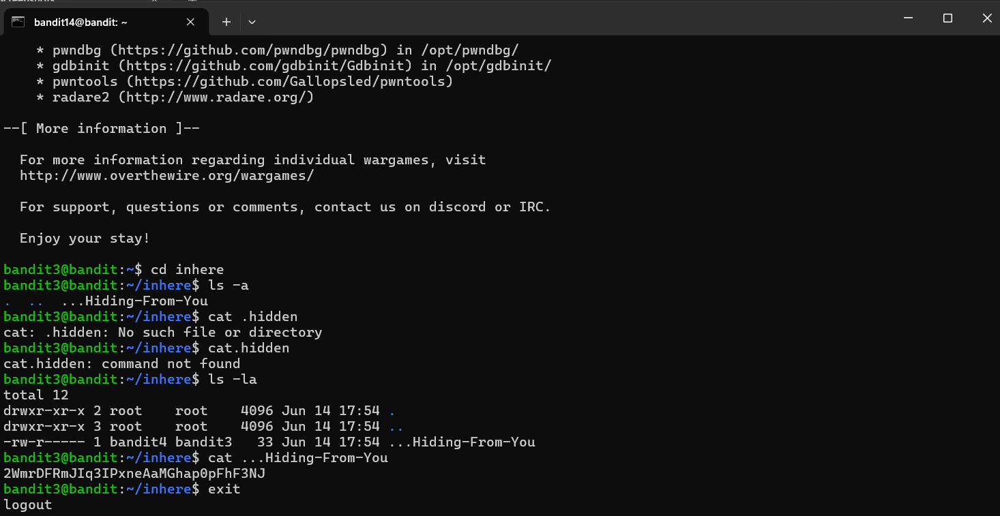 bandit14@bandit: ~
* pwndbg (https://github.com/pwndbg/pwndbg) in /opt/pwndbg/
* gdbinit (https://github.com/gdbinit/Gdbinit) in /opt/gdbinit/
* pwntools (https://github.com/Gallopsled/pwntools)
* radare2 (http://www.radare.org/)
--[ More information ]--
For more information regarding individual wargames, visit
http://www.overthewire.org/wargames/
For support, questions or comments, contact us on discord or IRC.
Enjoy your stay!
bandit3@bandit:~$ cd inhere
bandit3@bandit:~/inhere$ ls -a
.  ..  ...Hiding-From-You
bandit3@bandit:~/inhere$ cat .hidden
cat: .hidden: No such file or directory
bandit3@bandit:~/inhere$ cat.hidden
cat.hidden: command not found
bandit3@bandit:~/inhere$ ls -la
total 12
drwxr-xr-x 2 root    root    4096 Jun 14 17:54 .
drwxr-xr-x 3 root    root    4096 Jun 14 17:54 ..
-rw-r----- 1 bandit4 bandit3   33 Jun 14 17:54 ...Hiding-From-You
bandit3@bandit:~/inhere$ cat ...Hiding-From-You
2WmrDFRmJIq3IPxneAaMGhap0pFhF3NJ
bandit3@bandit:~/inhere$ exit
logout